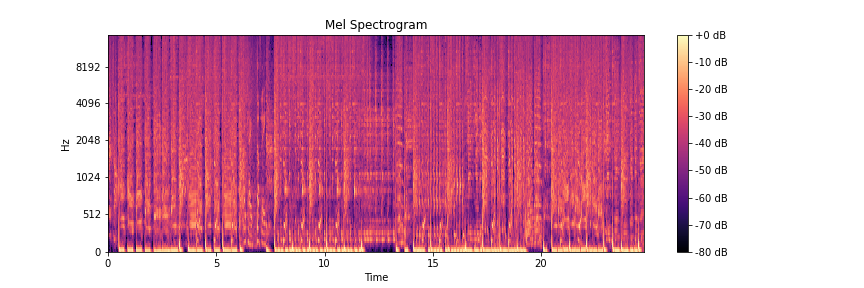 Mel Spectrogram
Hz
8192
4096
2048
1024
512
0
0 5 10 15 20
Time
+0 dB
-10 dB
-20 dB
-30 dB
-40 dB
-50 dB
-60 dB
-70 dB
-80 dB